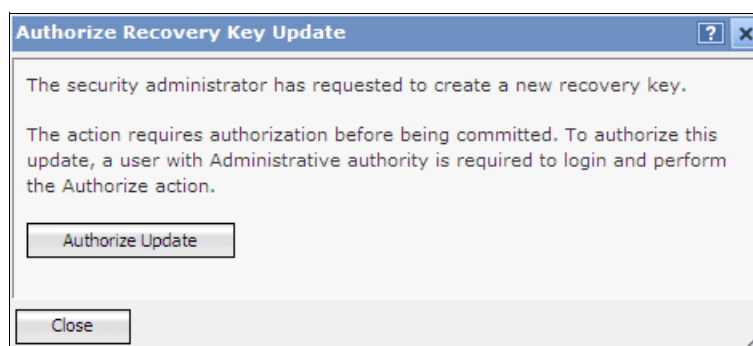 Authorize Recovery Key Update
?
x
The security administrator has requested to create a new recovery key.
The action requires authorization before being committed. To authorize this
update, a user with Administrative authority is required to login and perform
the Authorize action.
Authorize Update
Close